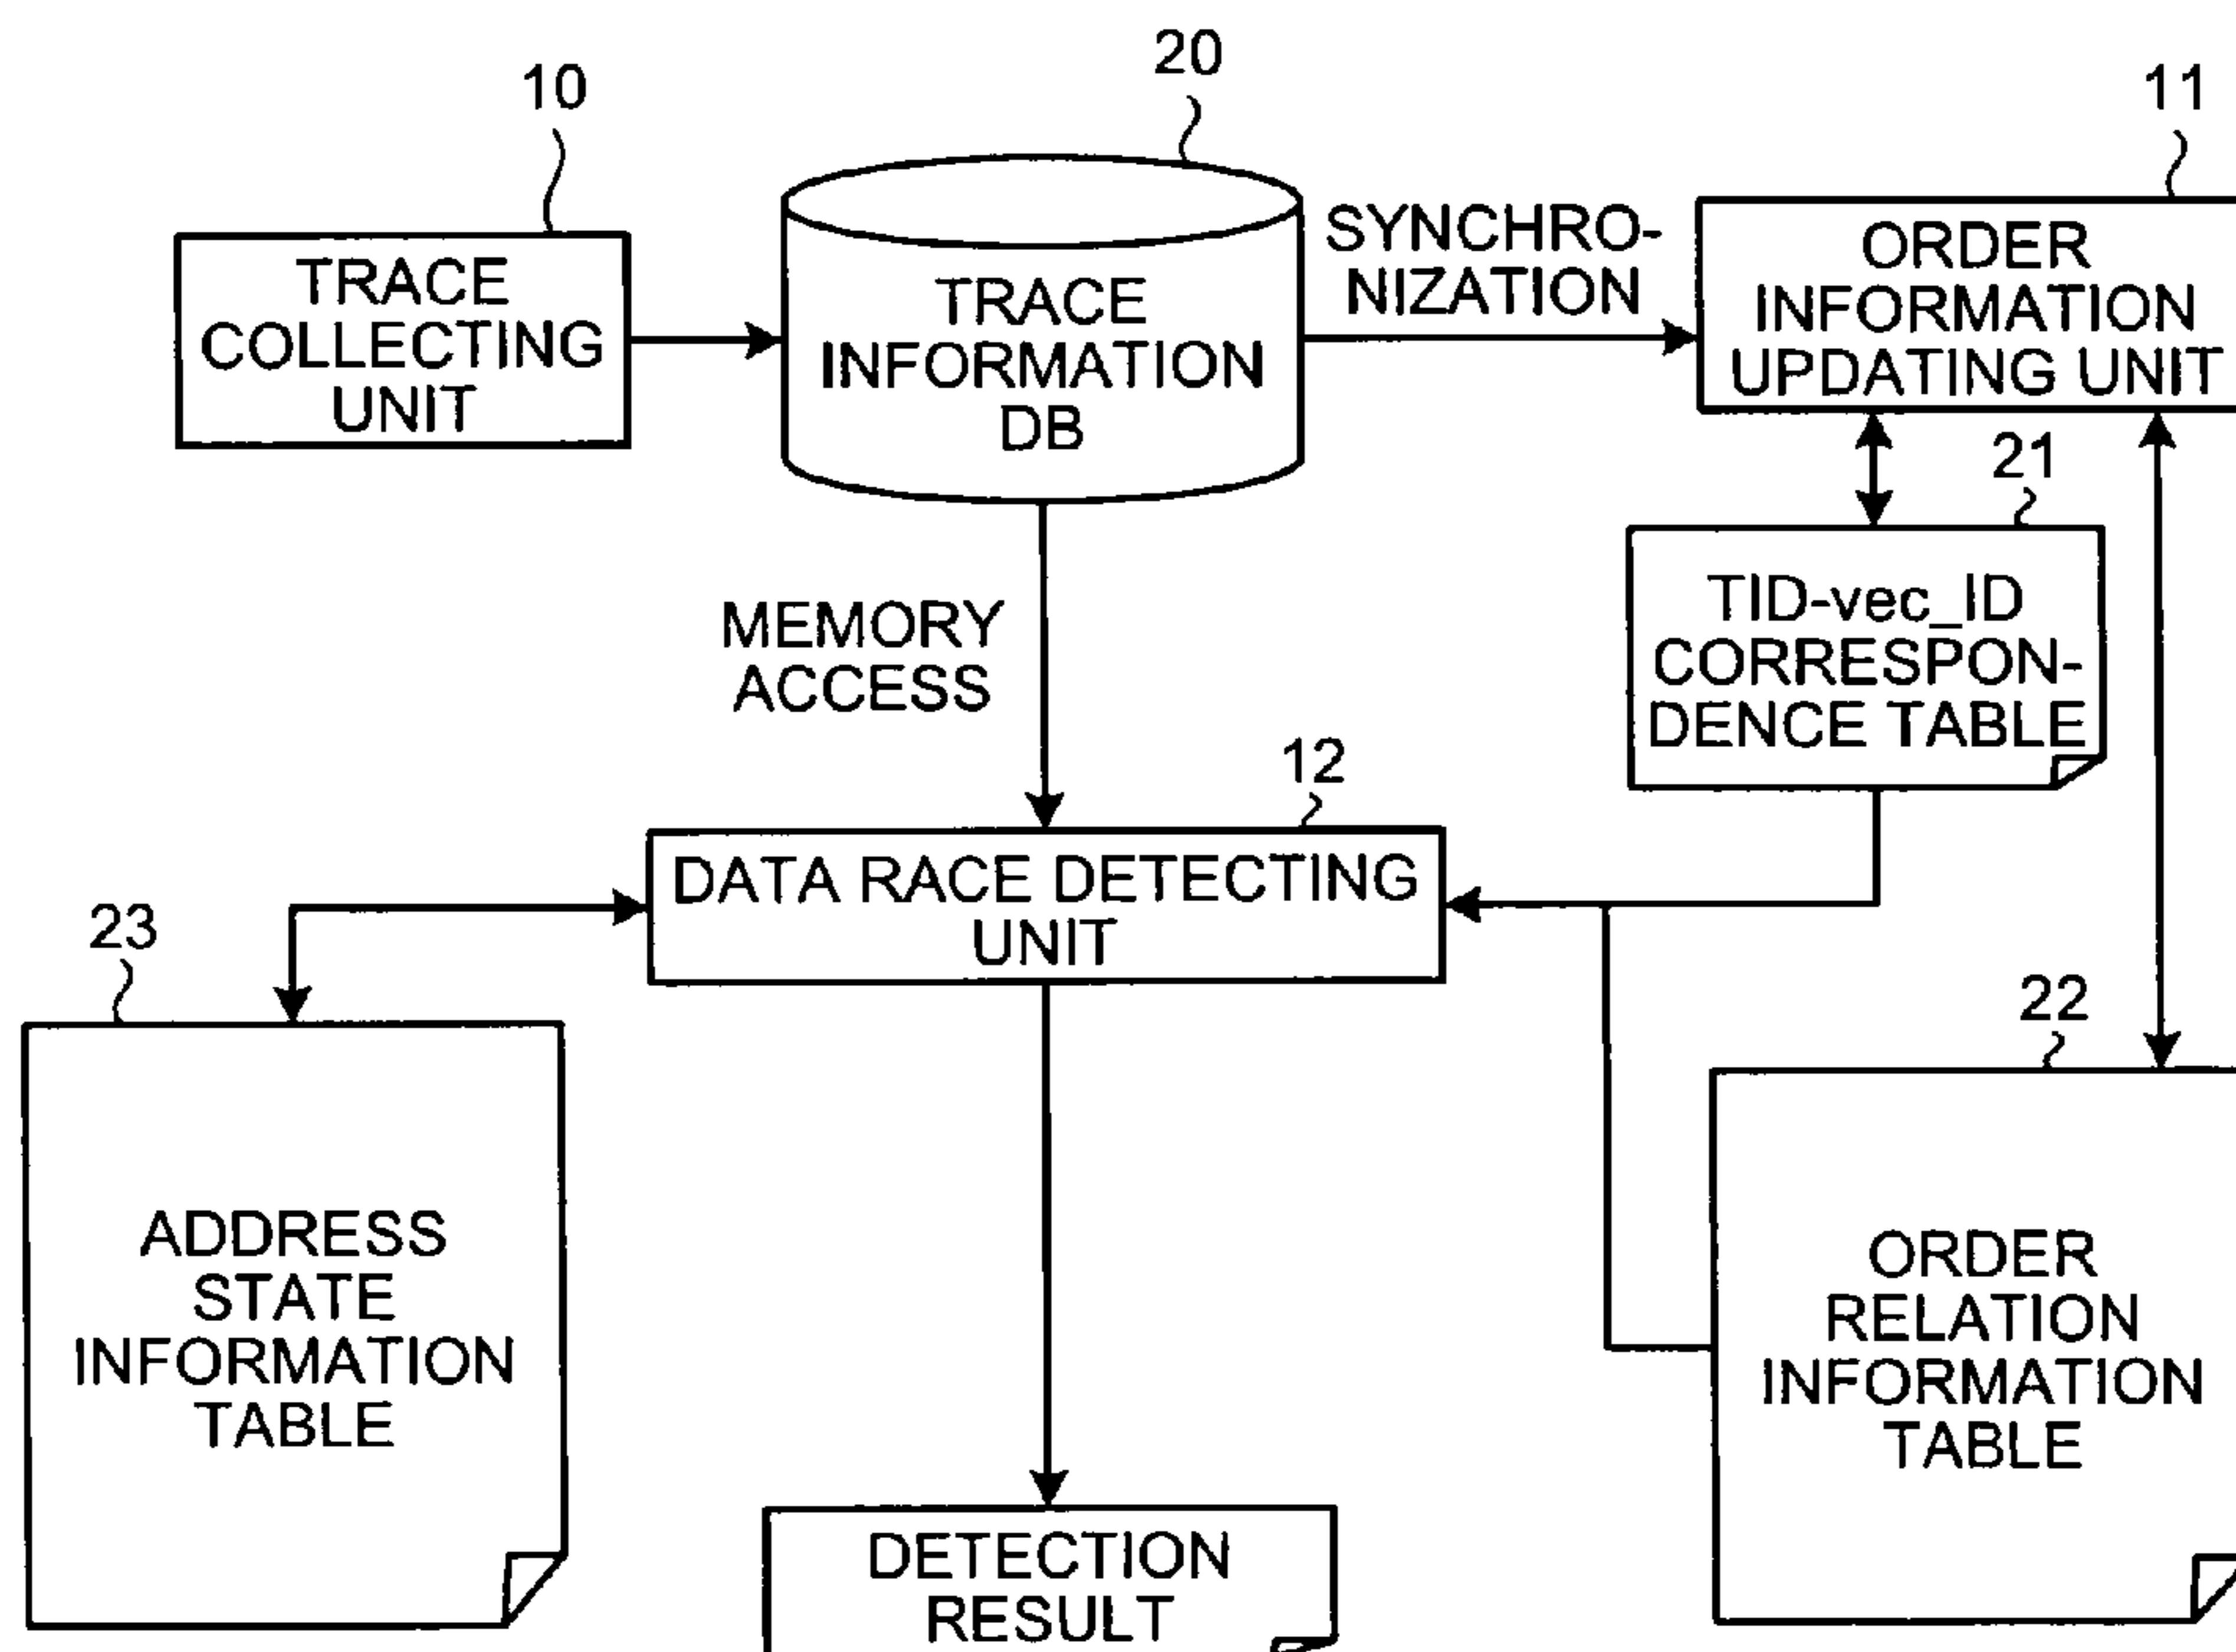 20
10
11
TRACE
COLLECTING
UNIT
TRACE
INFORMATION
DB
SYNCHRO-
NIZATION
ORDER
INFORMATION
UPDATING UNIT
21
TID-vec_ID
CORRESPON-
DENCE TABLE
MEMORY
ACCESS
12
DATA RACE DETECTING
UNIT
23
22
ADDRESS
STATE
INFORMATION
TABLE
ORDER
RELATION
INFORMATION
TABLE
DETECTION
RESULT